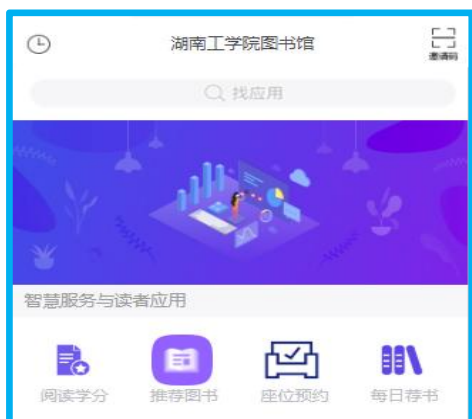 湖南工学院图书馆
邀请码
找应用
智慧服务与读者应用
阅读学分
推荐图书
座位预约
每日荐书